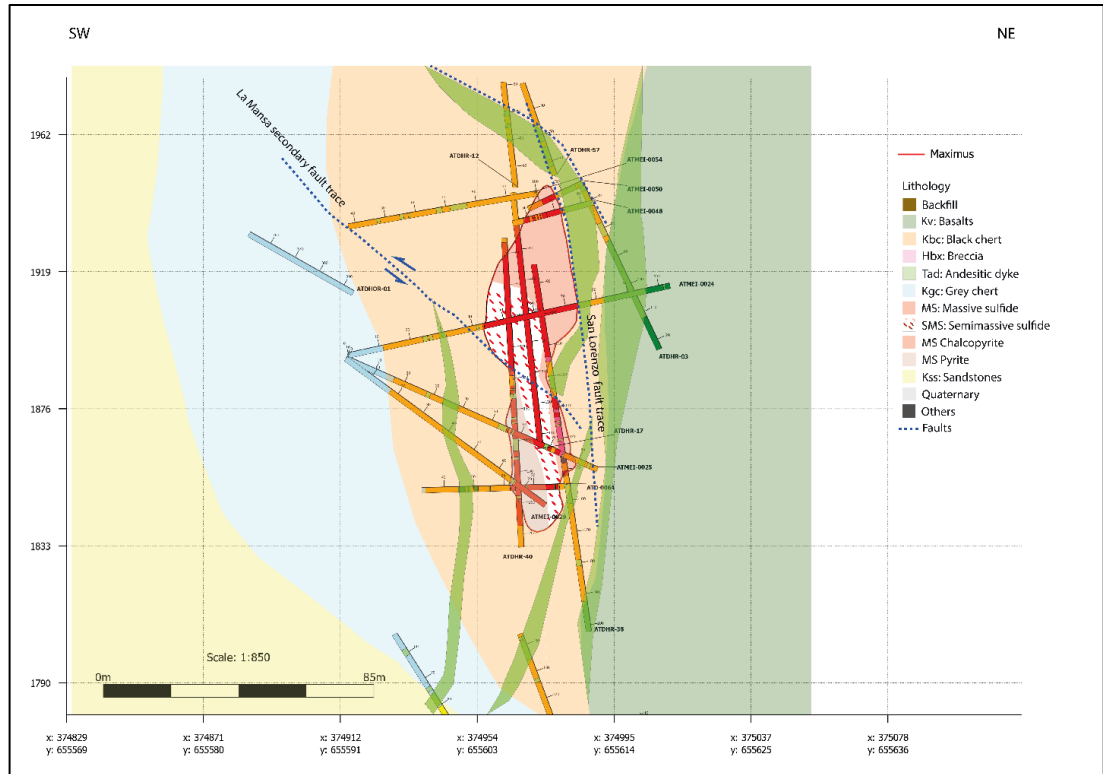 SW
NE
La Mansa secondary fault trace
1962
ATDHR-12
ATDHR-57
ATMEI-0054
ATMEI-0050
ATMEI-0048
Maximus
Lithology
Backfill
Kv: Basalts
Kbc: Black chert
Hbx: Breccia
Tad: Andesitic dyke
Kgc: Grey chert
MS: Massive sulfide
SMS: Semimassive sulfide
MS Chalcopyrite
MS Pyrite
Kss: Sandstones
Quaternary
Others
Faults
1919
ATDHOR-01
ATMEI-0024
ATDHR-03
San Lorenzo fault trace
1876
ATDHR-17
ATMEI-0025
ATD-0064
ATMEI-0029
1833
ATDHR-40
ATDHR-38
Scale: 1:850
1790
0m
85m
x: 374829
y: 655569
x: 374871
y: 655580
x: 374912
y: 655591
x: 374954
y: 655603
x: 374995
y: 655614
x: 375037
y: 655625
x: 375078
y: 655636